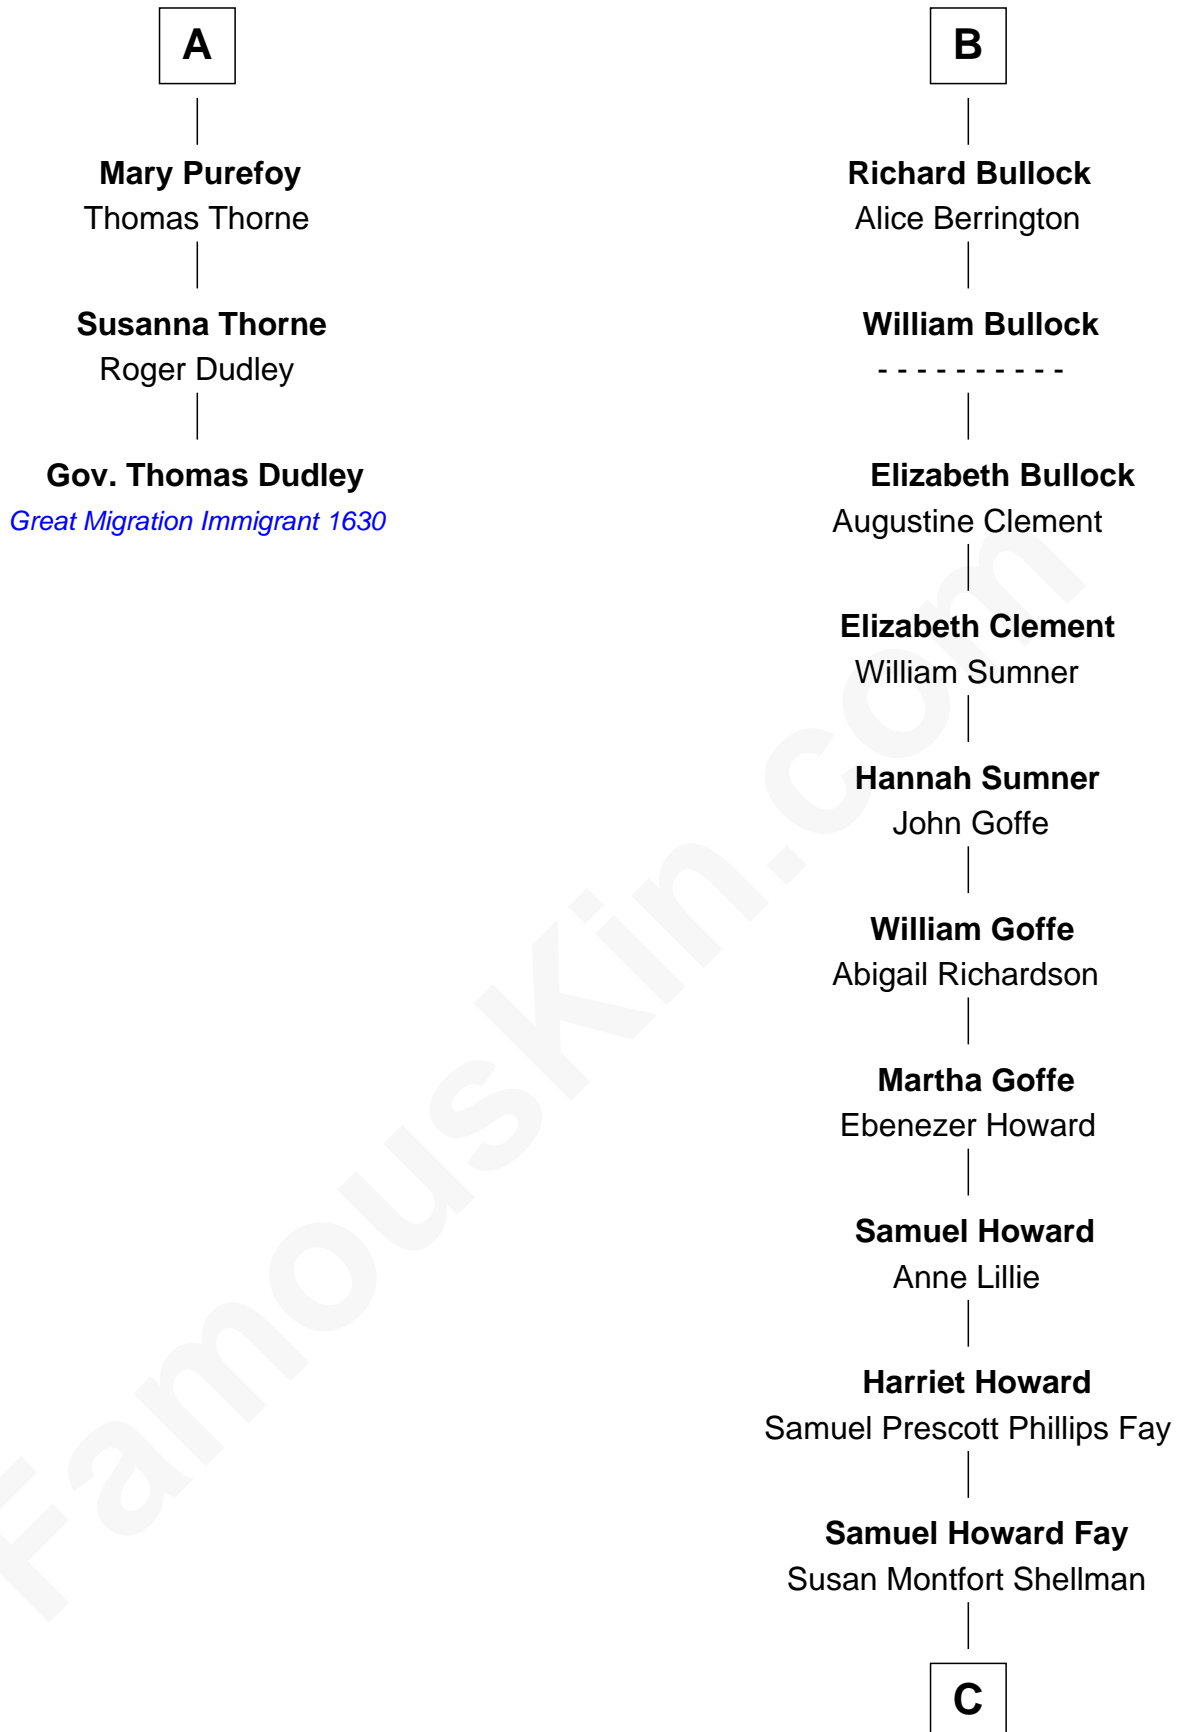 A
Mary Purefoy
Thomas Thorne
Susanna Thorne
Roger Dudley
Gov. Thomas Dudley
Great Migration Immigrant 1630
B
Richard Bullock
Alice Berrington
William Bullock
- - - - - - - - - -
Elizabeth Bullock
Augustine Clement
Elizabeth Clement
William Sumner
Hannah Sumner
John Goffe
William Goffe
Abigail Richardson
Martha Goffe
Ebenezer Howard
Samuel Howard
Anne Lillie
Harriet Howard
Samuel Prescott Phillips Fay
Samuel Howard Fay
Susan Montfort Shellman
C
FamousKin.com